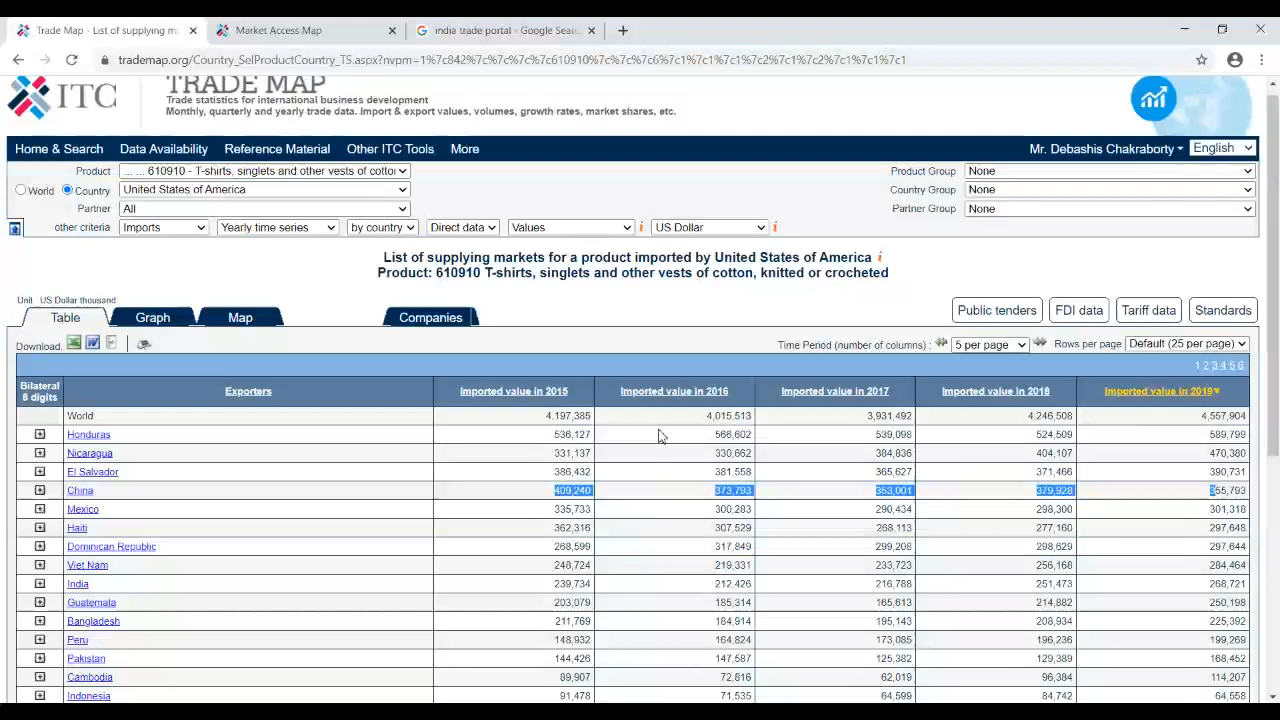 Trade Map - List of supplying m
Market Access Map
india trade portal - Google Sear
trademap.org/Country_SelProductCountry_TS.aspx?nvpm=1%7c842%7c%7c%7c%7c610910%7c%7c%7c6%7c1%7c1%7c1%7c2%7c1%7c2%7c1%7c1%7c1
ITC
TRADE MAP
Trade statistics for international business development
Monthly, quarterly and yearly trade data. Import & export values, volumes, growth rates, market shares, etc.
Home & Search Data Availability Reference Material Other ITC Tools More Mr. Debashis Chakraborty English
Product ... ... 610910 - T-shirts, singlets and other vests of cotto Product Group None
World Country United States of America Country Group None
Partner All Partner Group None
other criteria Imports Yearly time series by country Direct data Values i US Dollar i
List of supplying markets for a product imported by United States of America i
Product: 610910 T-shirts, singlets and other vests of cotton, knitted or crocheted
Unit : US Dollar thousand
Table Graph Map Companies Public tenders FDI data Tariff data Standards
Download: Time Period (number of columns) : 5 per page Rows per page Default (25 per page)
1 2 3 4 5 6
Bilateral 8 digits Exporters Imported value in 2015 Imported value in 2016 Imported value in 2017 Imported value in 2018 Imported value in 2019
World 4,197,385 4,015,513 3,931,492 4,246,508 4,557,904
Honduras 536,127 566,602 539,098 524,509 589,799
Nicaragua 331,137 330,662 384,836 404,107 470,380
El Salvador 386,432 381,558 365,627 371,466 390,731
China 409,240 373,793 353,001 379,928 355,793
Mexico 335,733 300,283 290,434 298,300 301,318
Haiti 362,316 307,529 268,113 277,160 297,648
Dominican Republic 268,599 317,849 299,208 298,629 297,644
Viet Nam 248,724 219,331 233,723 256,168 284,464
India 239,734 212,426 216,788 251,473 268,721
Guatemala 203,079 185,314 165,613 214,882 250,198
Bangladesh 211,769 184,914 195,143 208,934 225,392
Peru 148,932 164,824 173,085 196,236 199,269
Pakistan 144,426 147,587 125,382 129,389 168,452
Cambodia 89,907 72,816 62,019 96,384 114,207
Indonesia 91,478 71,535 64,599 84,742 64,558